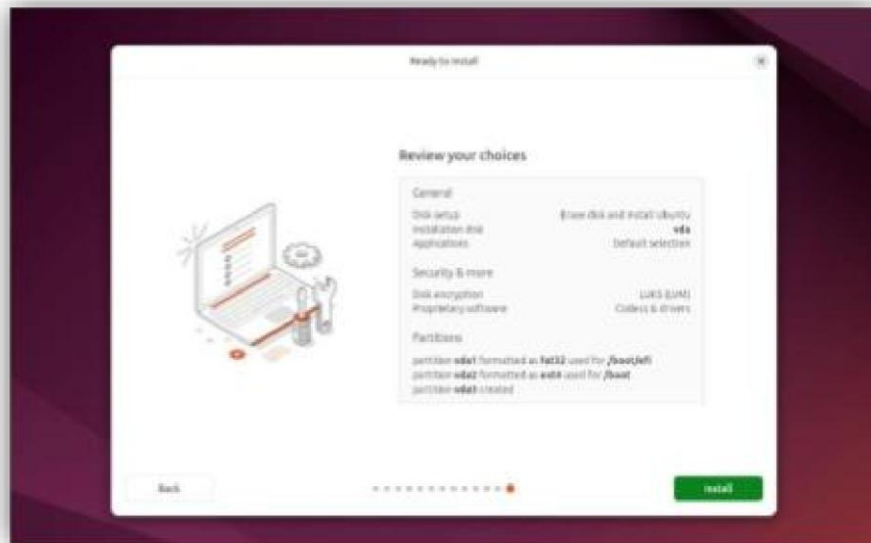 Ready to install
Review your choices
General
Disk setup Erase disk and install Ubuntu
Installation disk vda
Applications Default selection
Security & more
Disk encryption LUKS (LVM)
Proprietary software Codecs & drivers
Partitions
partition vda1 formatted as fat32 used for /boot/efi
partition vda2 formatted as ext4 used for /boot
partition vda3 created
Back Install